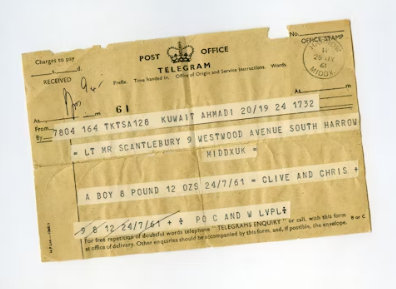 Charges to pay
POST OFFICE
No.
OFFICE STAMP
RECEIVED
TELEGRAM
Prefix. Time handed in. Office of Origin and Service Instructions. Words.
61
At
From
By
7804 164 TKTSA128 KUWAIT AHMADI 20/19 24 1732
= LT MR SCANTLEBURY 9 WESTWOOD AVENUE SOUTH HARROW
MIDDXUK =
A BOY 8 POUND 12 OZS 24/7/61 = CLIVE AND CHRIS +
9 8 12 24/7/61 + + PO C AND W LVPL+
For free repetition of doubtful words telephone "TELEGRAMS ENQUIRY" or call, with this form
at office of delivery. Other enquiries should be accompanied by this form, and, if possible, the envelope.